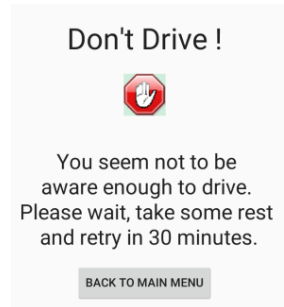 Don't Drive !
You seem not to be
aware enough to drive.
Please wait, take some rest
and retry in 30 minutes.
BACK TO MAIN MENU